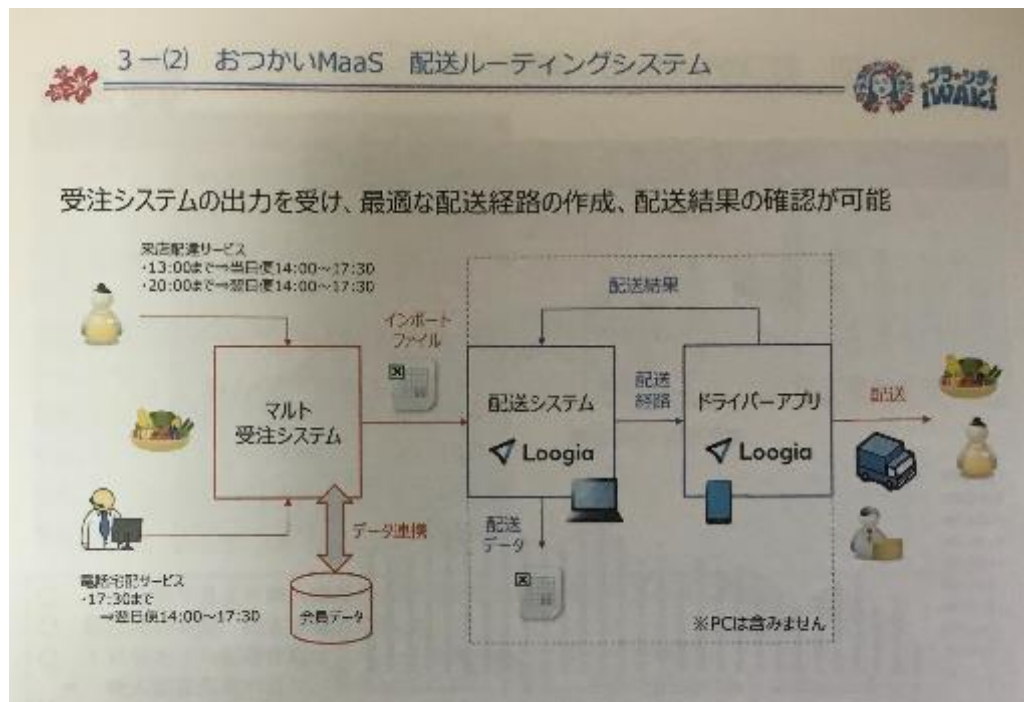 3－(2) おつかいMaaS 配送ルーティングシステム
フラ・シティ
iWAKi
受注システムの出力を受け、最適な配送経路の作成、配送結果の確認が可能
来店配達サービス
・13:00まで⇒当日便14:00～17:30
・20:00まで⇒翌日便14:00～17:30
インポート
ファイル
配送結果
マルト
受注システム
配送システム
Loogia
配送
経路
ドライバーアプリ
Loogia
配送
データ連携
配送
データ
電話宅配サービス
・17:30まで
⇒翌日便14:00～17:30
会員データ
※PCは含みません